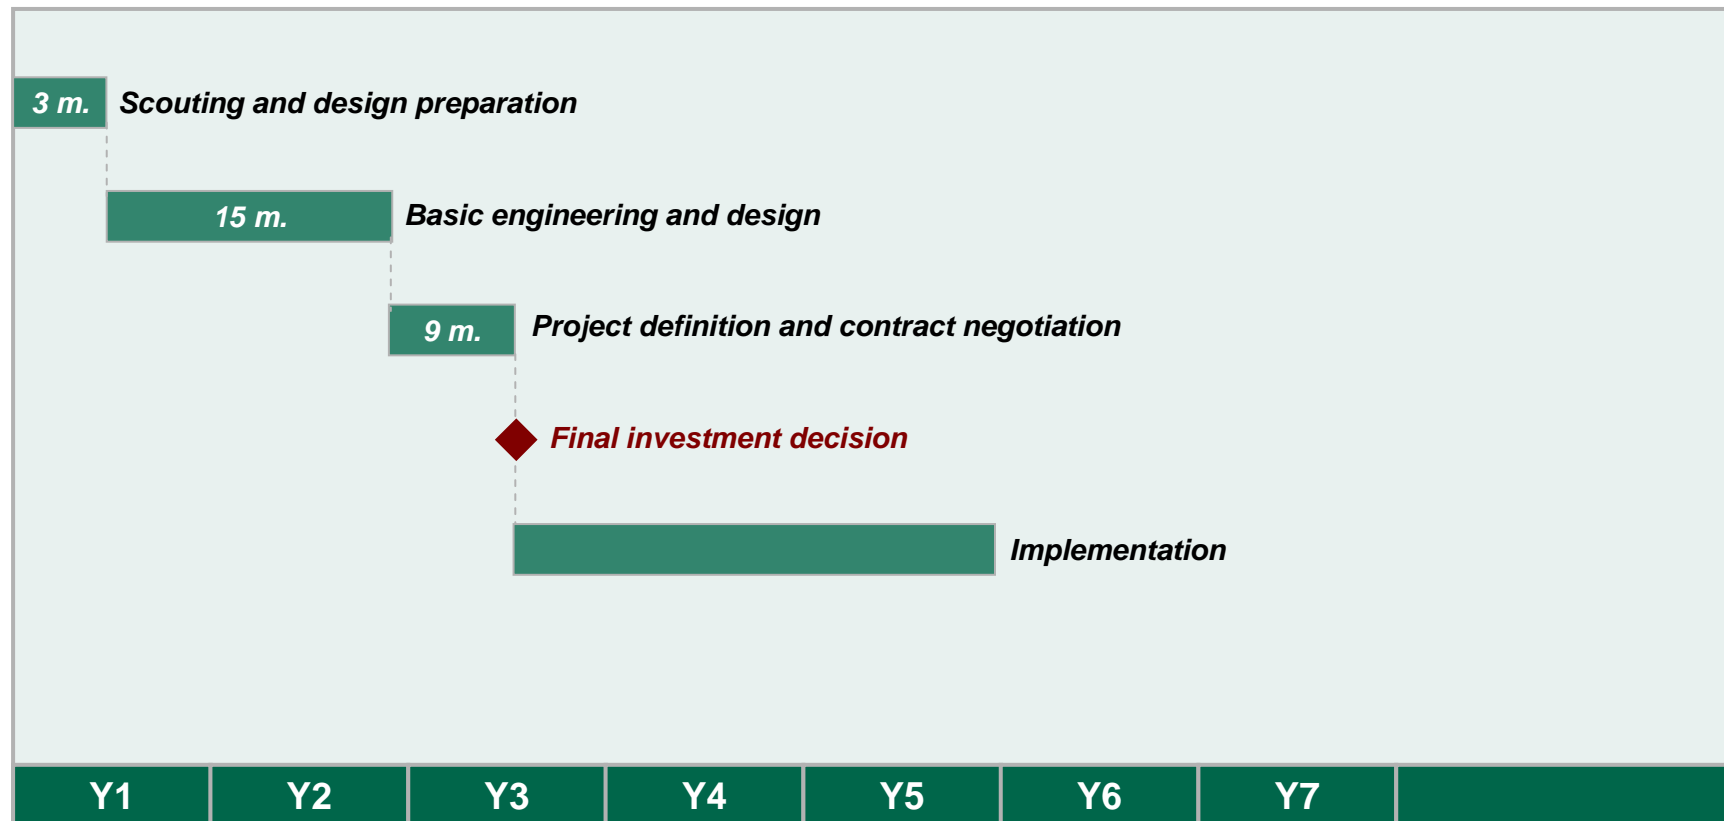 3 m. Scouting and design preparation
15 m. Basic engineering and design
9 m. Project definition and contract negotiation
Final investment decision
Implementation
Y1 Y2 Y3 Y4 Y5 Y6 Y7